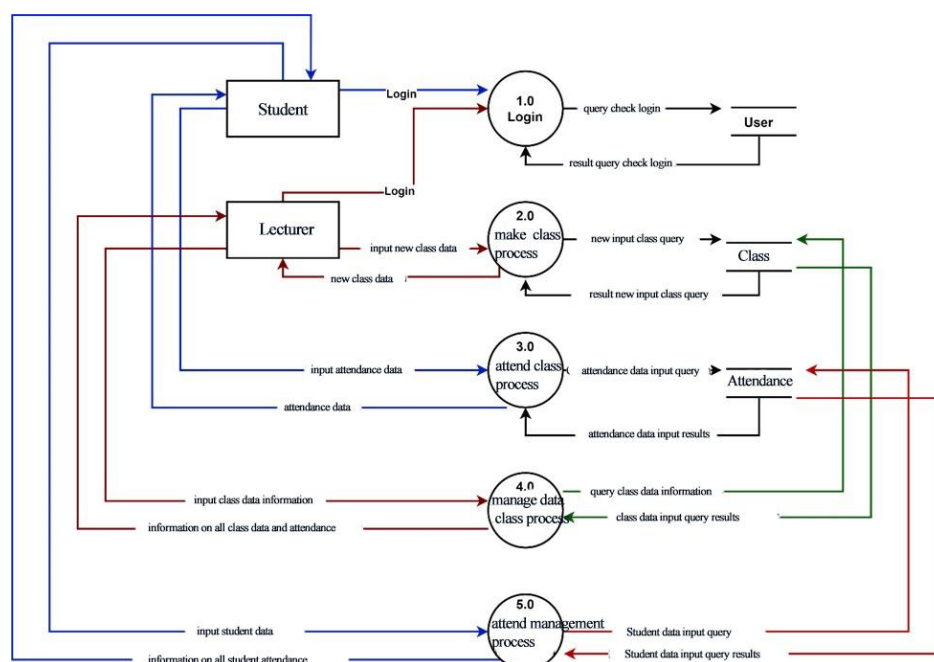 Student
Login
1.0
Login
query check login
User
result query check login
Login
Lecturer
input new class data
new class data
2.0
make class
process
new input class query
Class
result new input class query
3.0
attend class
process
input attendance data
attendance data
attendance data input query
Attendance
attendance data input results
4.0
manage data
class process
input class data information
information on all class data and attendance
query class data information
class data input query results
5.0
attend management
process
input student data
information on all student attendance
Student data input query
Student data input query results